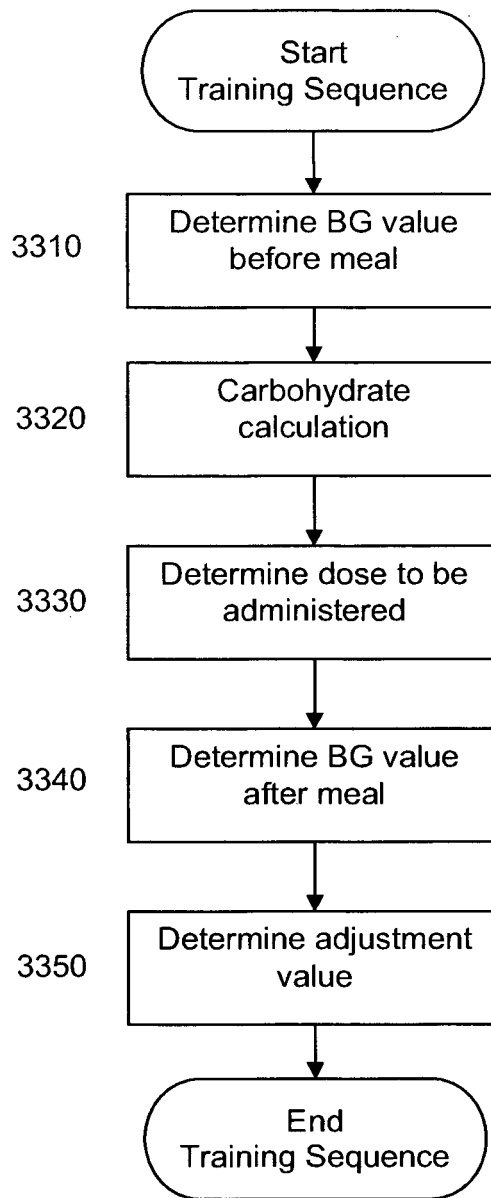 Start
Training Sequence
3310
Determine BG value
before meal
3320
Carbohydrate
calculation
3330
Determine dose to be
administered
3340
Determine BG value
after meal
3350
Determine adjustment
value
End
Training Sequence